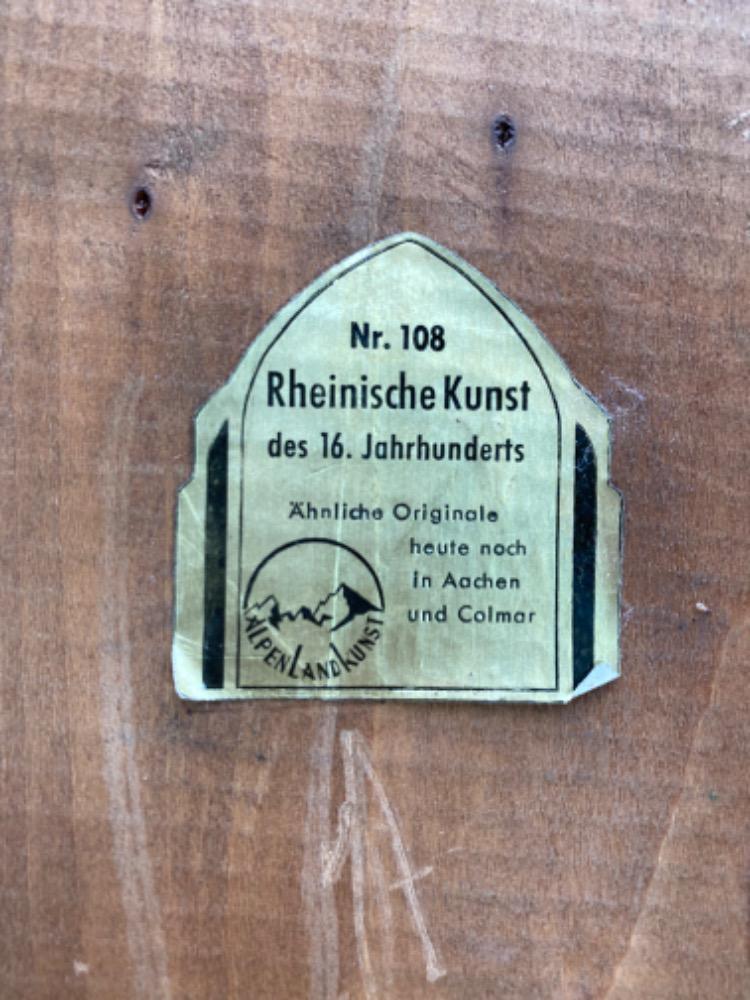 Nr. 108
Rheinische Kunst
des 16. Jahrhunderts
Ähnliche Originale
heute noch
in Aachen
und Colmar
ALPENLANDKUNST